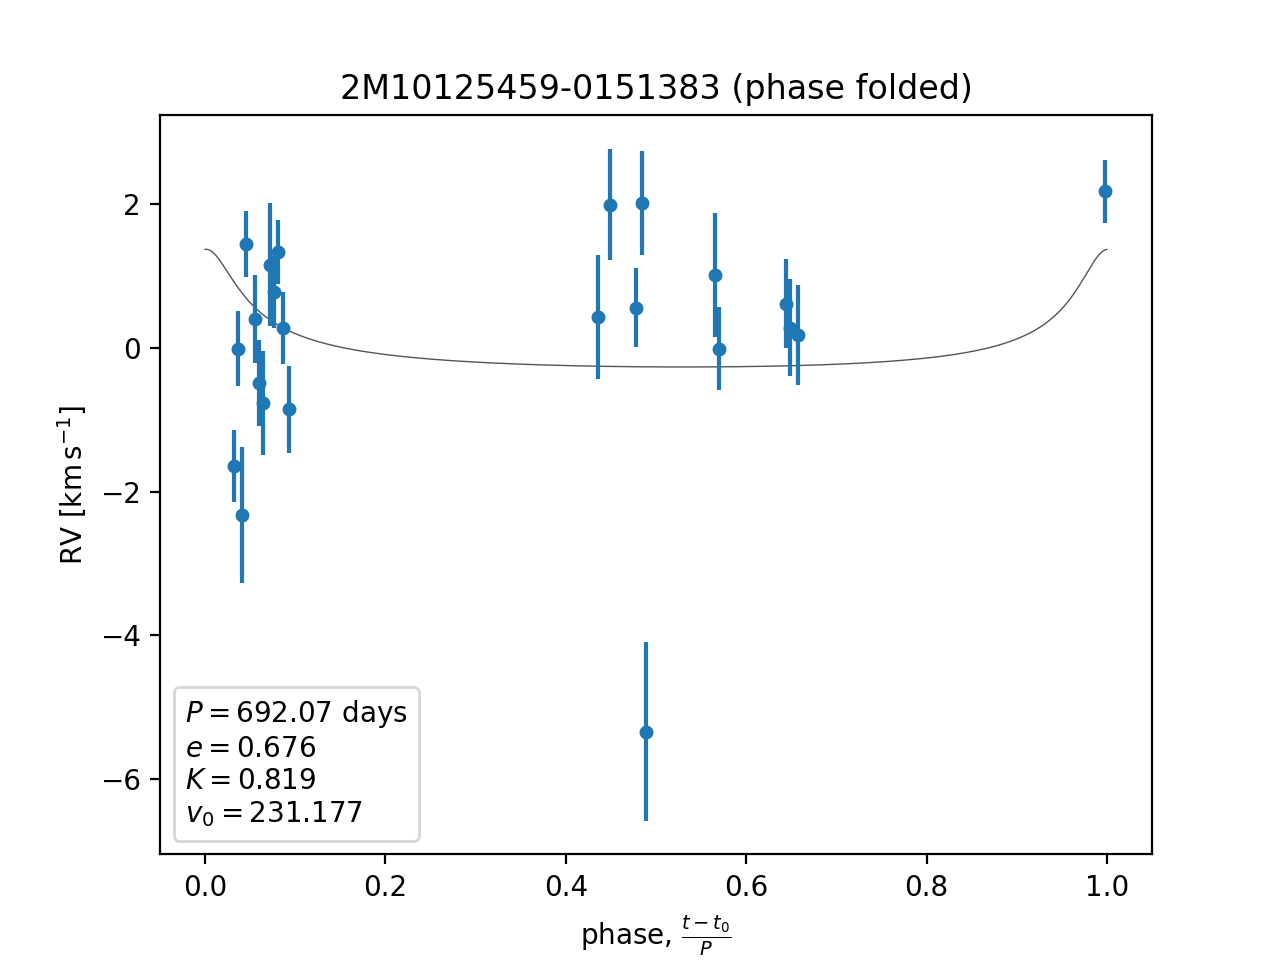 2M10125459-0151383 (phase folded)
RV [km s⁻¹]
2
0
−2
−4
−6
P = 692.07 days
e = 0.676
K = 0.819
v₀ = 231.177
0.0 0.2 0.4 0.6 0.8 1.0
phase, (t − t₀)/P